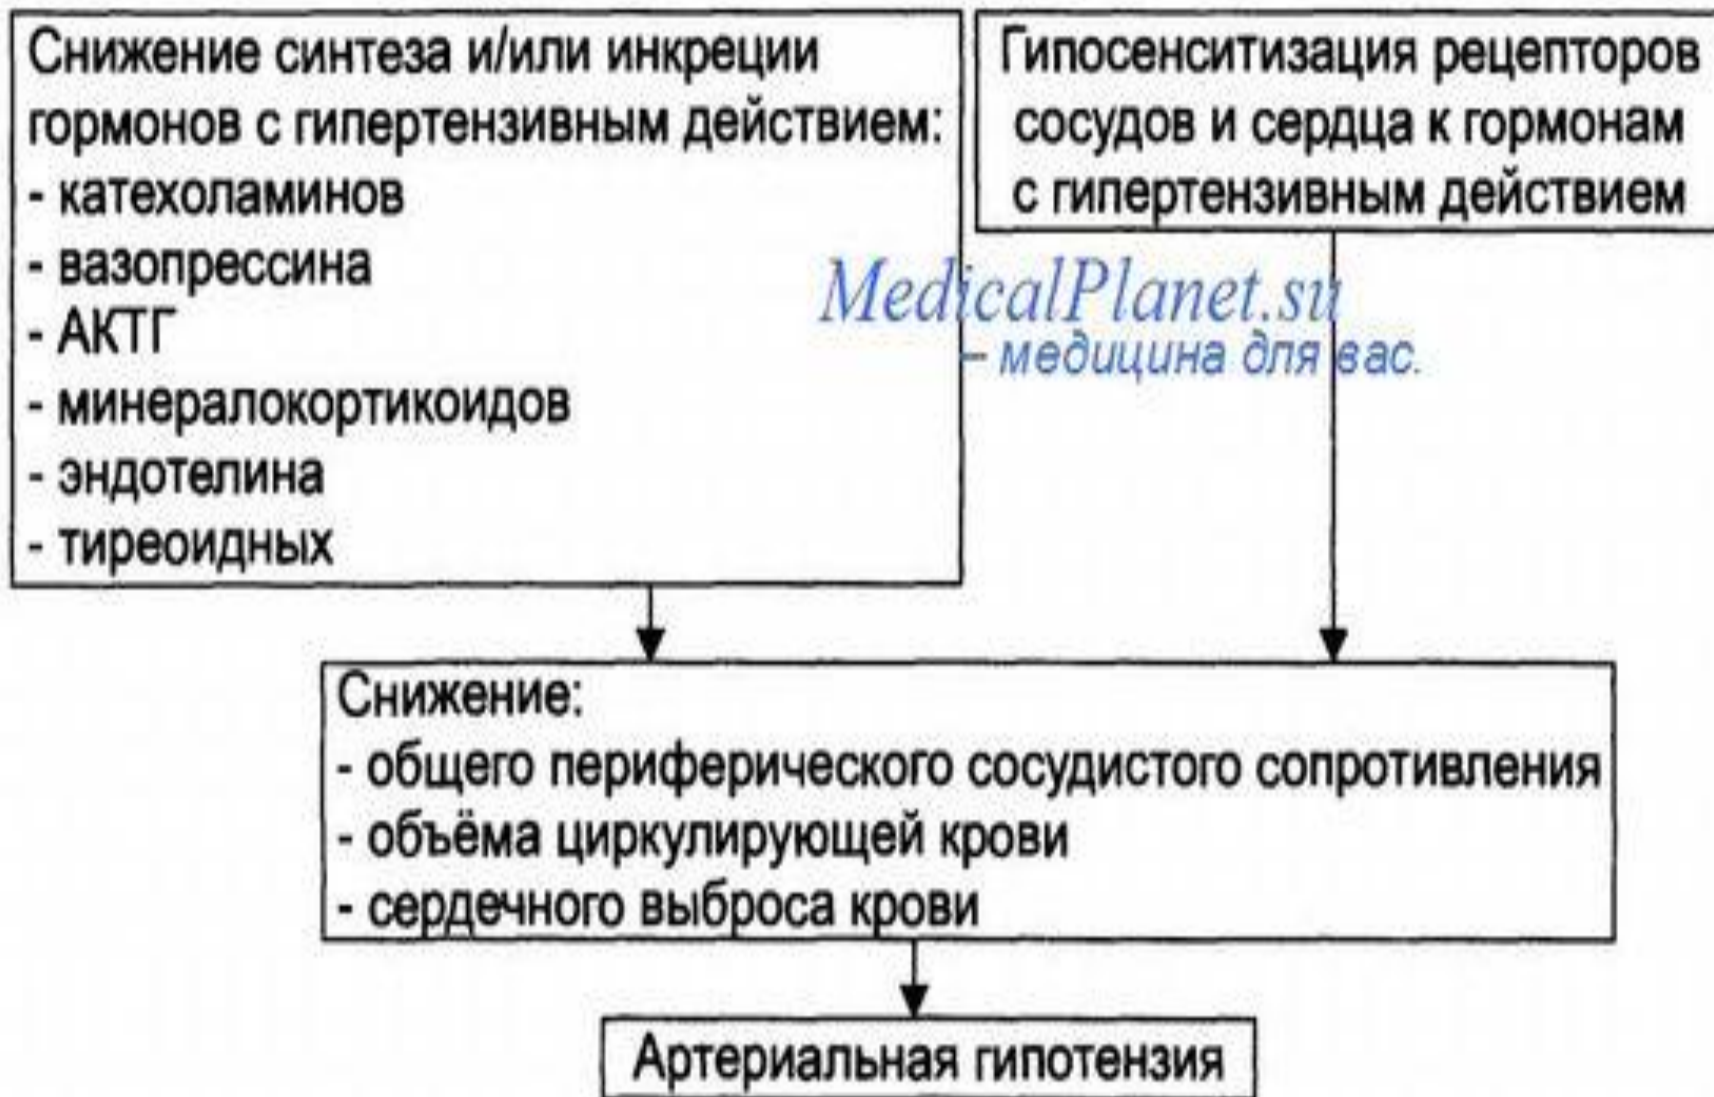 Снижение синтеза и/или инкреции
гормонов с гипертензивным действием:
- катехоламинов
- вазопрессина
- АКТГ
- минералокортикоидов
- эндотелина
- тиреоидных
Гипосенситизация рецепторов
сосудов и сердца к гормонам
с гипертензивным действием
MedicalPlanet.su
– медицина для вас.
Снижение:
- общего периферического сосудистого сопротивления
- объёма циркулирующей крови
- сердечного выброса крови
Артериальная гипотензия